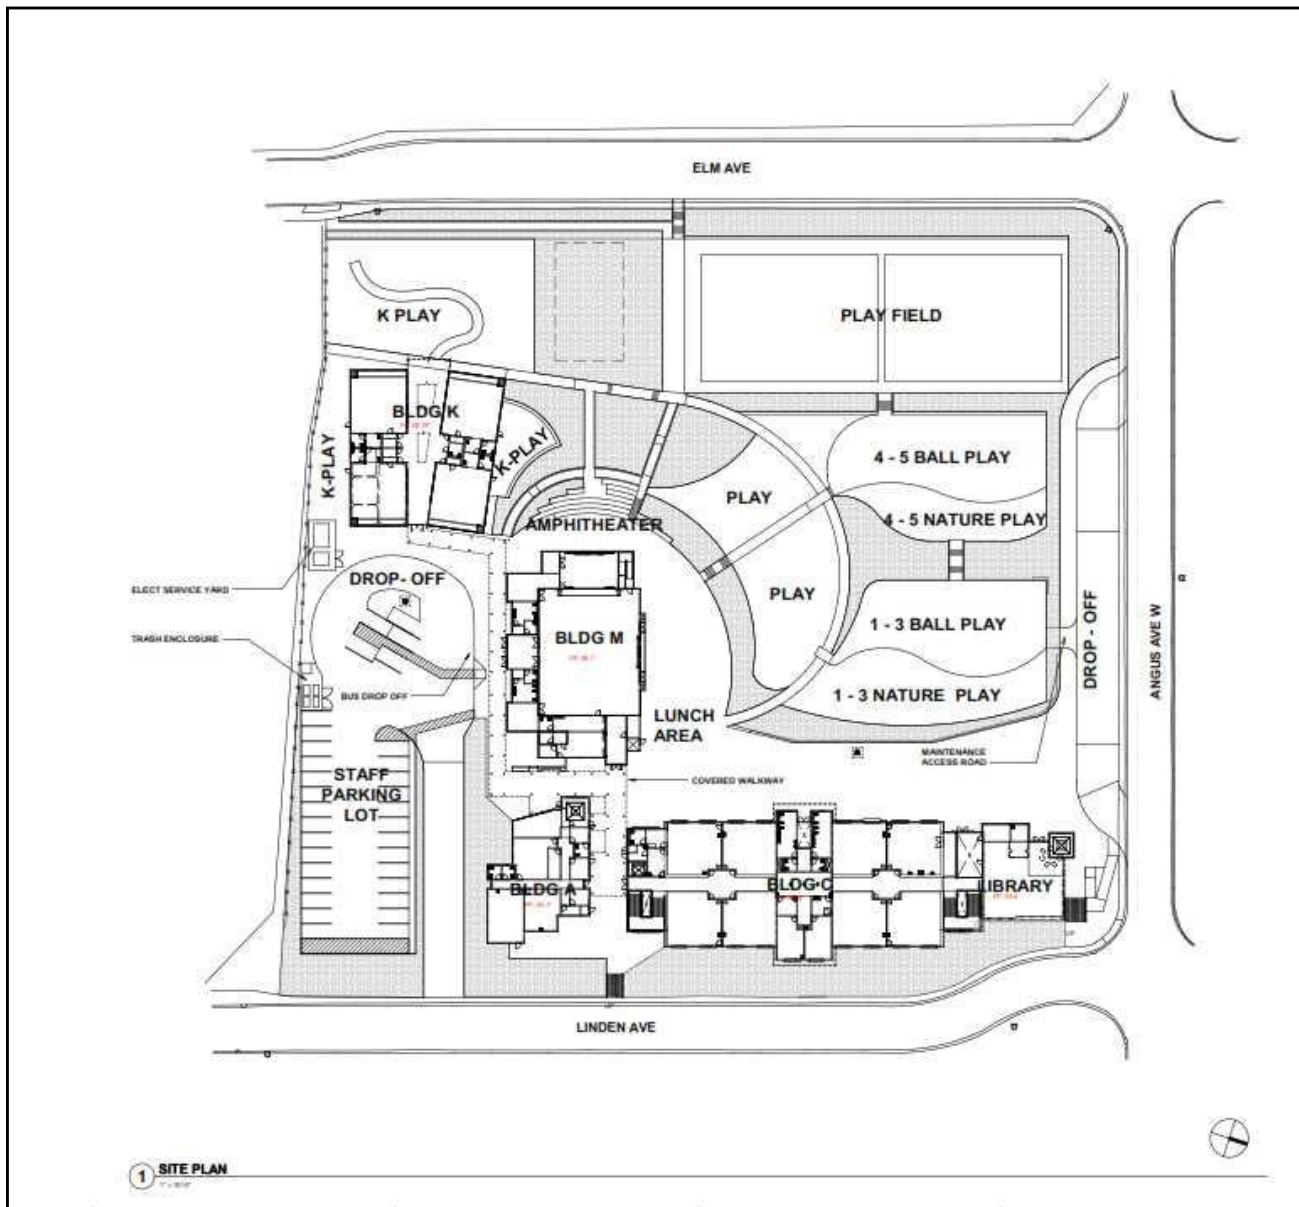 ELM AVE
K PLAY
PLAY FIELD
BLDG K
K-PLAY
K-PLAY
4 - 5 BALL PLAY
PLAY
4 - 5 NATURE PLAY
AMPHITHEATER
DROP- OFF
ELECT SERVICE YARD
PLAY
1 - 3 BALL PLAY
DROP - OFF
ANGUS AVE W
TRASH ENCLOSURE
BLDG M
BUS DROP OFF
1 - 3 NATURE PLAY
LUNCH
AREA
MAINTENANCE
ACCESS ROAD
STAFF
PARKING
LOT
COVERED WALKWAY
BLDG A
BLDG C
LIBRARY
LINDEN AVE
1
SITE PLAN